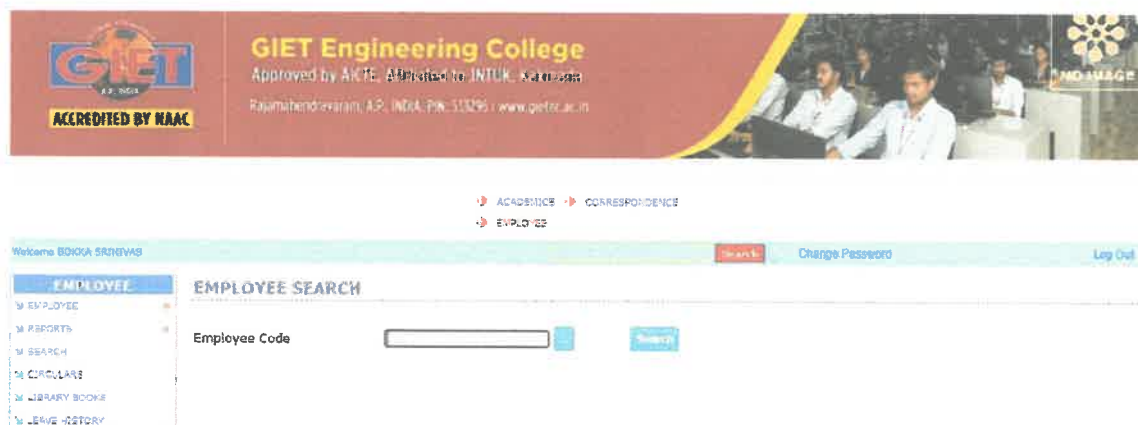 GIET
A.P., INDIA
ACCREDITED BY NAAC
GIET Engineering College
Approved by AICTE, Affiliated to JNTUK,
Rajamahendravaram, A.P., INDIA, PIN: 533296 | www.gietec.ac.in
NO IMAGE
ACADEMICS CORRESPONDENCE
EMPLOYEE
Welcome BOKKA SRINIVAS Search Change Password Log Out
EMPLOYEE
EMPLOYEE
REPORTS
SEARCH
CIRCULARS
LIBRARY BOOKS
LEAVE HISTORY
EMPLOYEE SEARCH
Employee Code ... Search